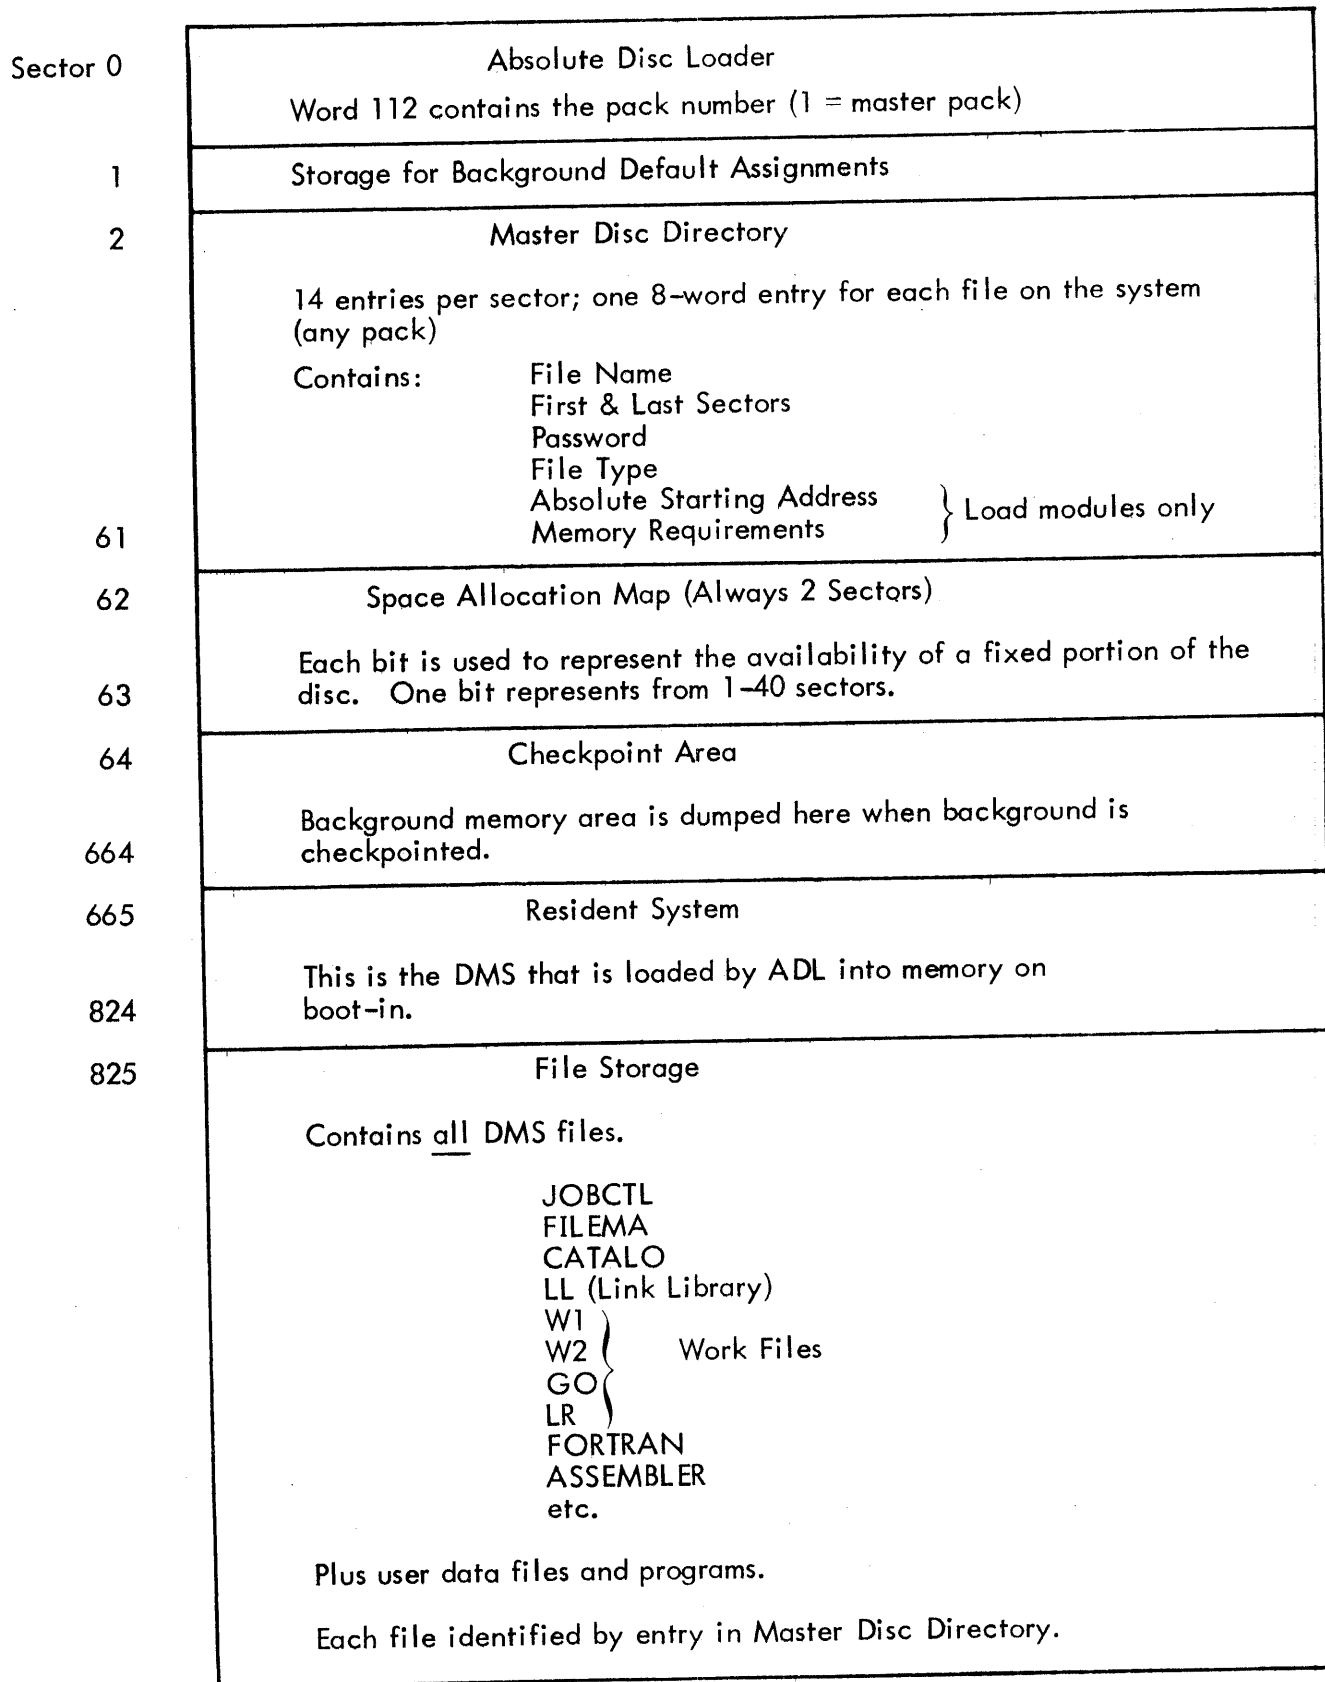 Sector 0 Absolute Disc Loader
Word 112 contains the pack number (1 = master pack)
1 Storage for Background Default Assignments
2 Master Disc Directory
14 entries per sector; one 8-word entry for each file on the system
(any pack)
Contains: File Name
First & Last Sectors
Password
File Type
Absolute Starting Address
Load modules only
61 Memory Requirements
62 Space Allocation Map (Always 2 Sectors)
Each bit is used to represent the availability of a fixed portion of the
63 disc. One bit represents from 1-40 sectors.
64 Checkpoint Area
Background memory area is dumped here when background is
664 checkpointed.
665 Resident System
This is the DMS that is loaded by ADL into memory on
824 boot-in.
825 File Storage
Contains all DMS files.
JOBCTL
FILEMA
CATALO
LL (Link Library)
W1
W2 Work Files
GO
LR
FORTRAN
ASSEMBLER
etc.
Plus user data files and programs.
Each file identified by entry in Master Disc Directory.